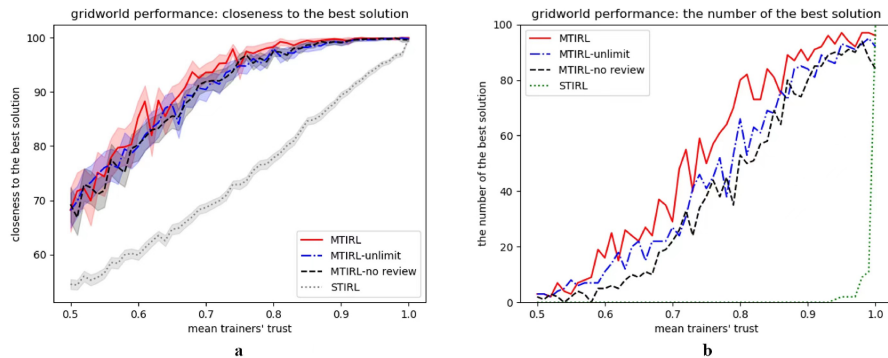 gridworld performance: closeness to the best solution
closeness to the best solution
100
90
80
70
60
MTIRL
MTIRL-unlimit
MTIRL-no review
STIRL
0.5
0.6
0.7
0.8
0.9
1.0
mean trainers' trust
a
gridworld performance: the number of the best solution
the number of the best solution
100
80
60
40
20
0
MTIRL
MTIRL-unlimit
MTIRL-no review
STIRL
0.5
0.6
0.7
0.8
0.9
1.0
mean trainers' trust
b